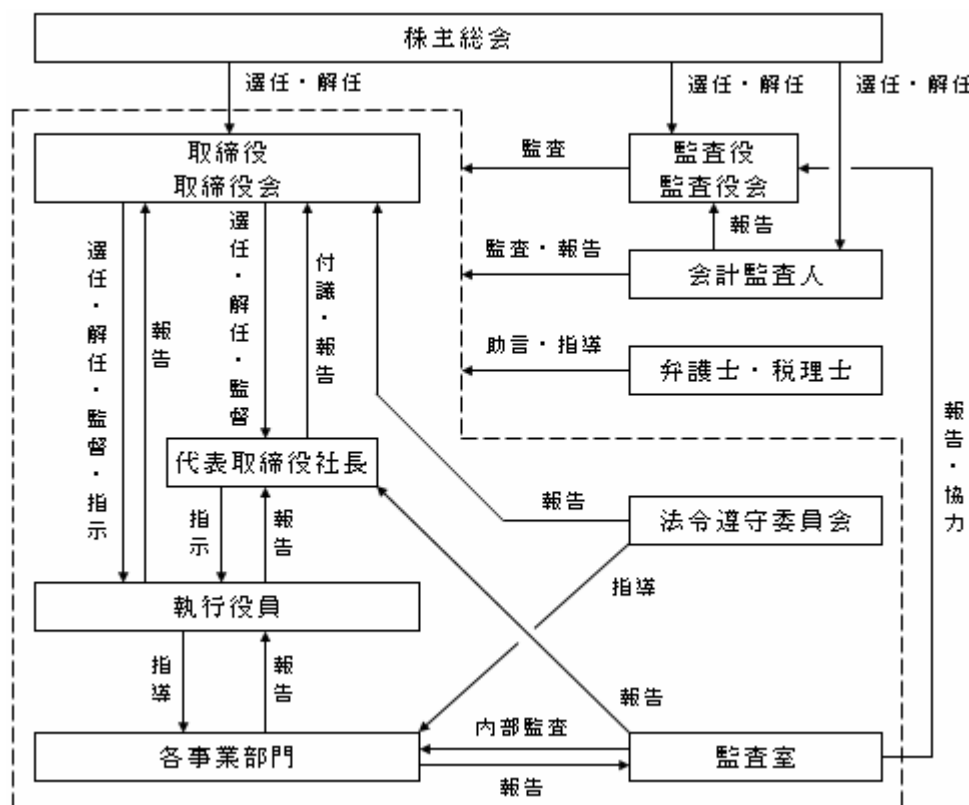 株主総会
選任・解任
選任・解任
選任・解任
取締役
取締役会
監査
監査役
監査役会
報告
監査・報告
会計監査人
選任・解任・監督・指示
報告
選任・解任・監督
付議・報告
助言・指導
弁護士・税理士
報告・協力
代表取締役社長
指示
報告
報告
法令遵守委員会
指導
執行役員
指導
報告
報告
内部監査
各事業部門
監査室
報告